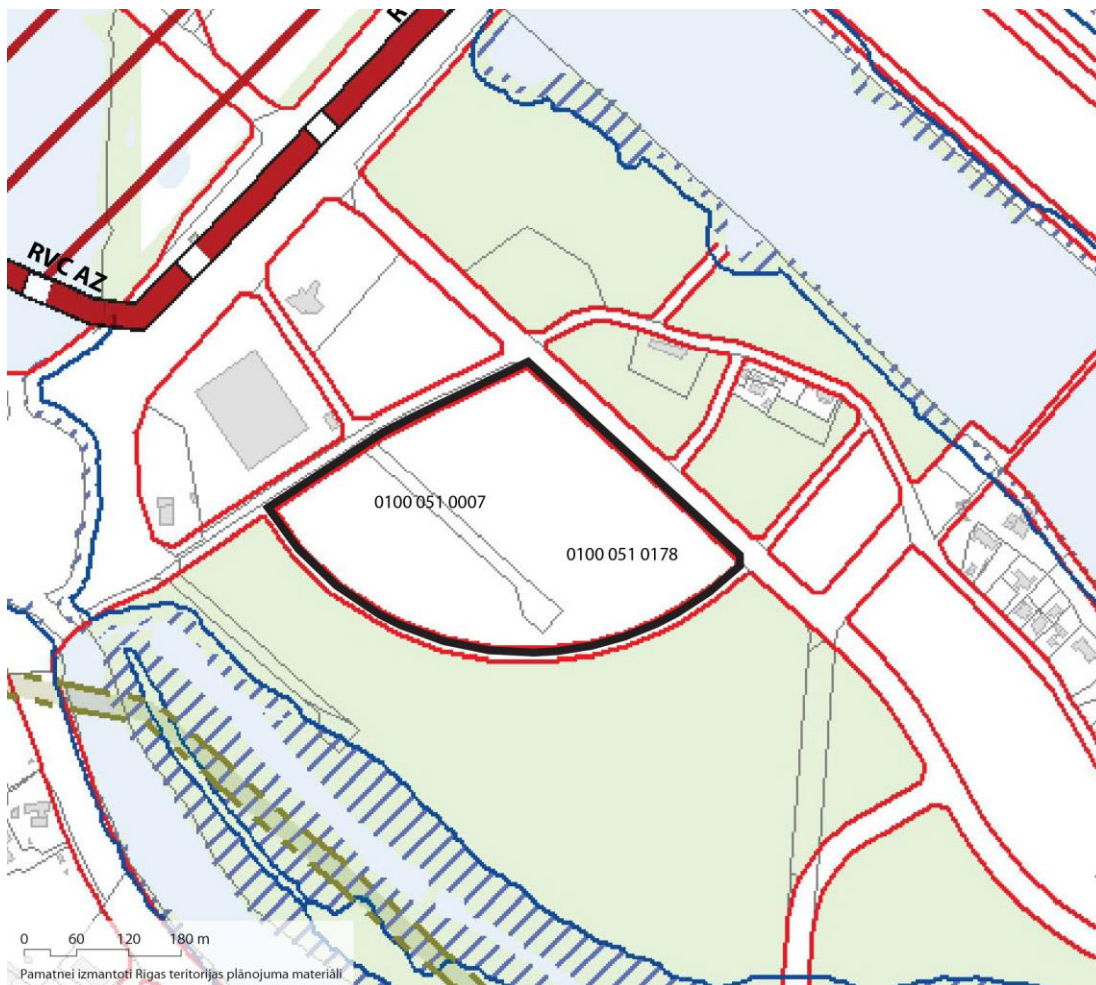 R
RVC AZ
0100 051 0007
0100 051 0178
0 60 120 180 m
Pamatnei izmantoti Rīgas teritorijas plānojuma materiāli